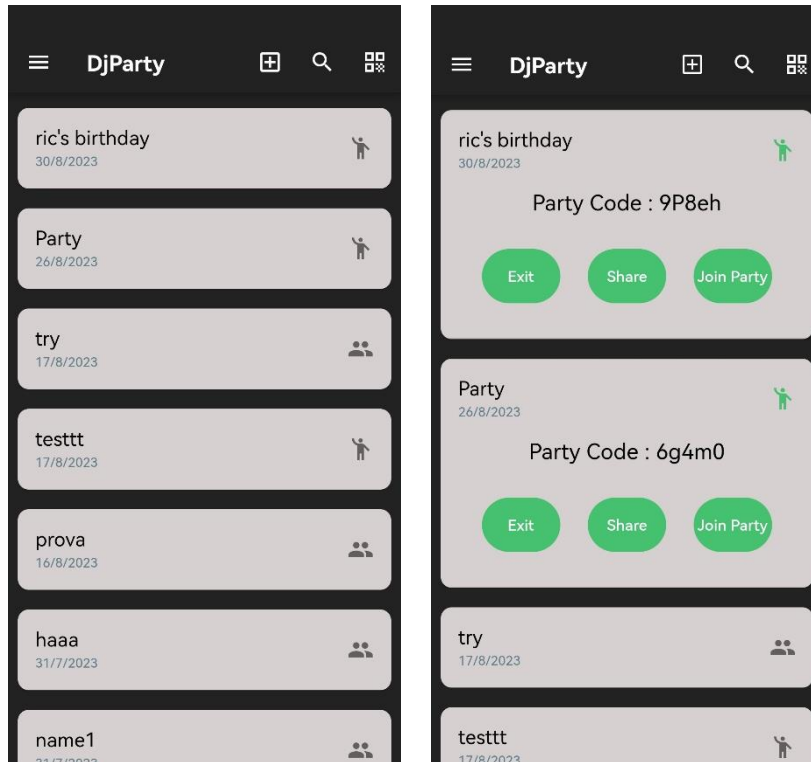 DjParty
ric's birthday
30/8/2023
Party
26/8/2023
try
17/8/2023
testtt
17/8/2023
prova
16/8/2023
haaa
31/7/2023
name1
31/7/2023
DjParty
ric's birthday
30/8/2023
Party Code : 9P8eh
Exit Share Join Party
Party
26/8/2023
Party Code : 6g4m0
Exit Share Join Party
try
17/8/2023
testtt
17/8/2023